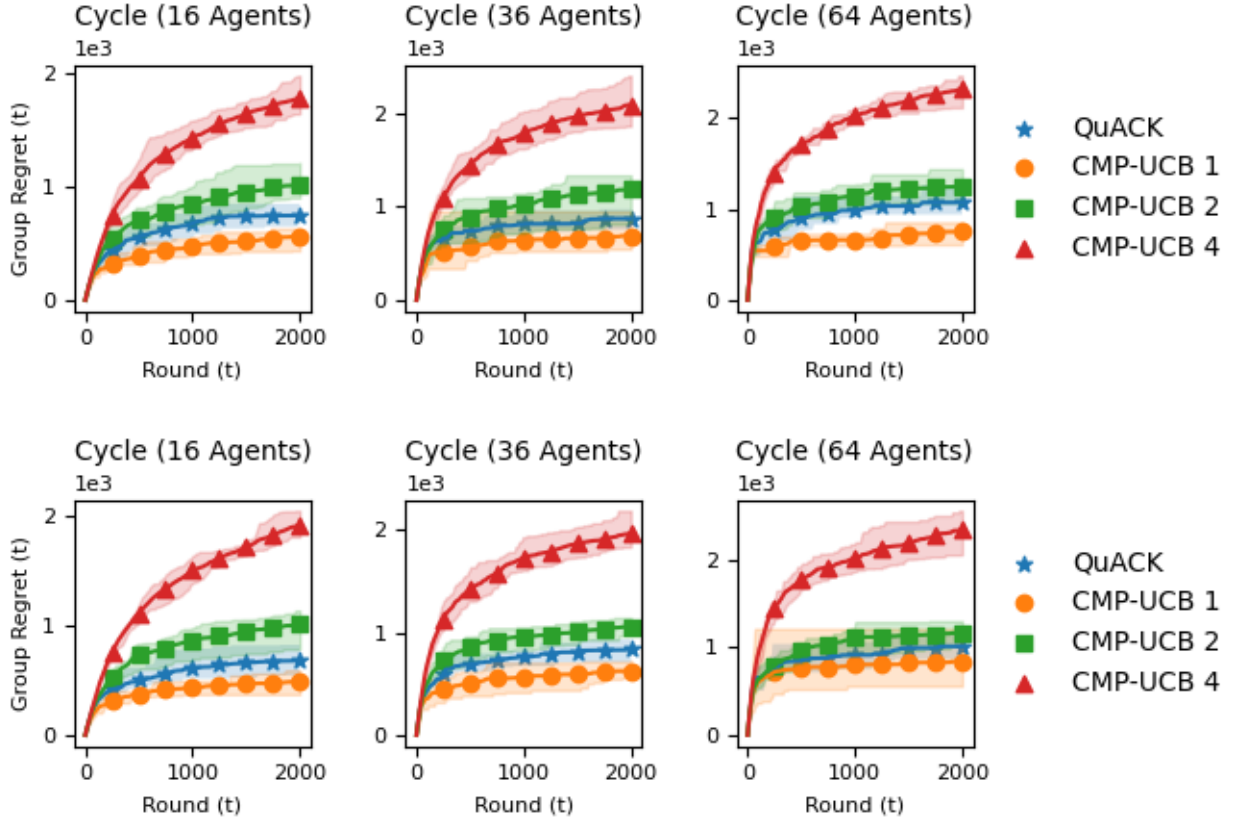 Cycle (16 Agents)
1e3
2
1
0
Group Regret (t)
0 1000 2000
Round (t)
Cycle (36 Agents)
1e3
2
1
0
0 1000 2000
Round (t)
Cycle (64 Agents)
1e3
2
1
0
0 1000 2000
Round (t)
QuACK
CMP-UCB 1
CMP-UCB 2
CMP-UCB 4
Cycle (16 Agents)
1e3
2
1
0
Group Regret (t)
0 1000 2000
Round (t)
Cycle (36 Agents)
1e3
2
1
0
0 1000 2000
Round (t)
Cycle (64 Agents)
1e3
2
1
0
0 1000 2000
Round (t)
QuACK
CMP-UCB 1
CMP-UCB 2
CMP-UCB 4